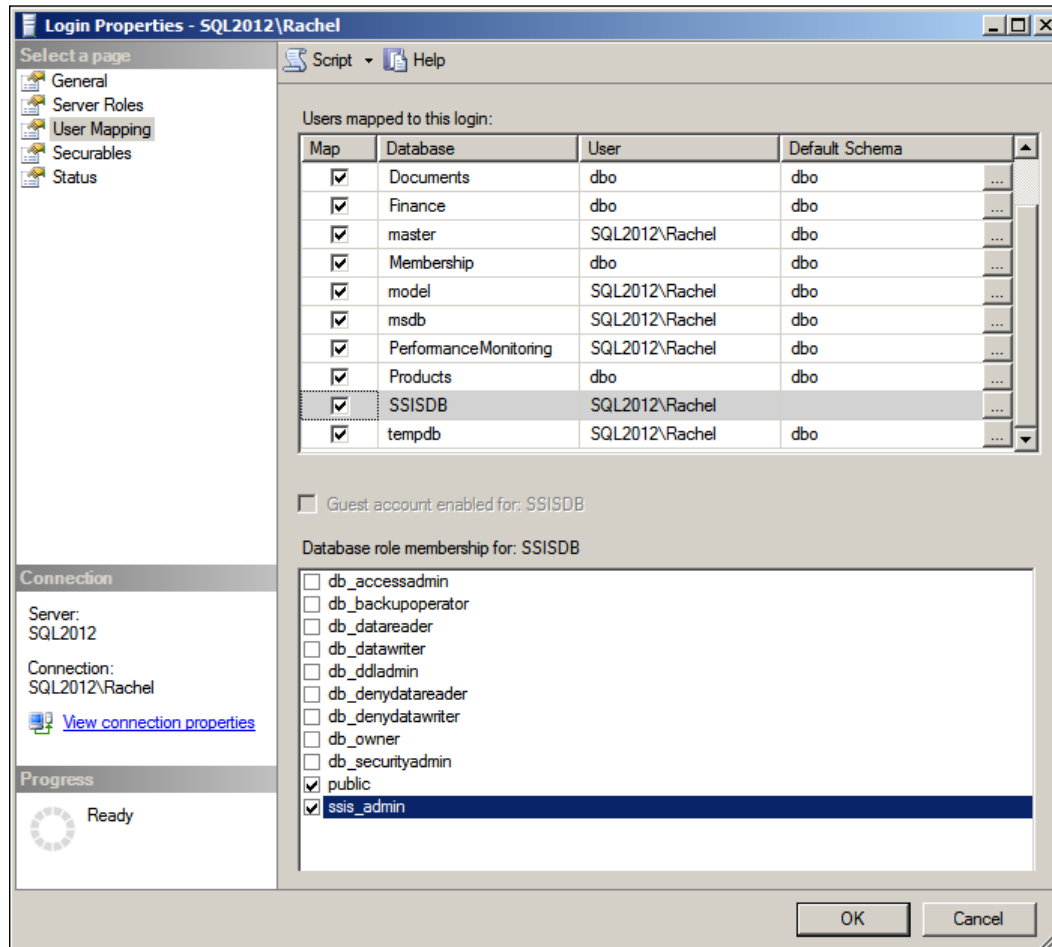 Login Properties - SQL2012\Rachel
Select a page
General
Server Roles
User Mapping
Securables
Status
Script Help
Users mapped to this login:
Map Database User Default Schema
Documents dbo dbo ...
Finance dbo dbo ...
master SQL2012\Rachel dbo ...
Membership dbo dbo ...
model SQL2012\Rachel dbo ...
msdb SQL2012\Rachel dbo ...
PerformanceMonitoring SQL2012\Rachel dbo ...
Products dbo dbo ...
SSISDB SQL2012\Rachel ...
tempdb SQL2012\Rachel dbo ...
Guest account enabled for: SSISDB
Database role membership for: SSISDB
db_accessadmin
db_backupoperator
db_datareader
db_datawriter
db_ddladmin
db_denydatareader
db_denydatawriter
db_owner
db_securityadmin
public
ssis_admin
Connection
Server:
SQL2012
Connection:
SQL2012\Rachel
View connection properties
Progress
Ready
OK Cancel